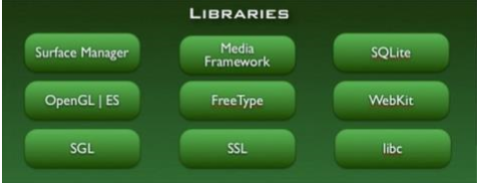 LIBRARIES
Surface Manager
Media
Framework
SQLite
OpenGL | ES
FreeType
WebKit
SGL
SSL
libc